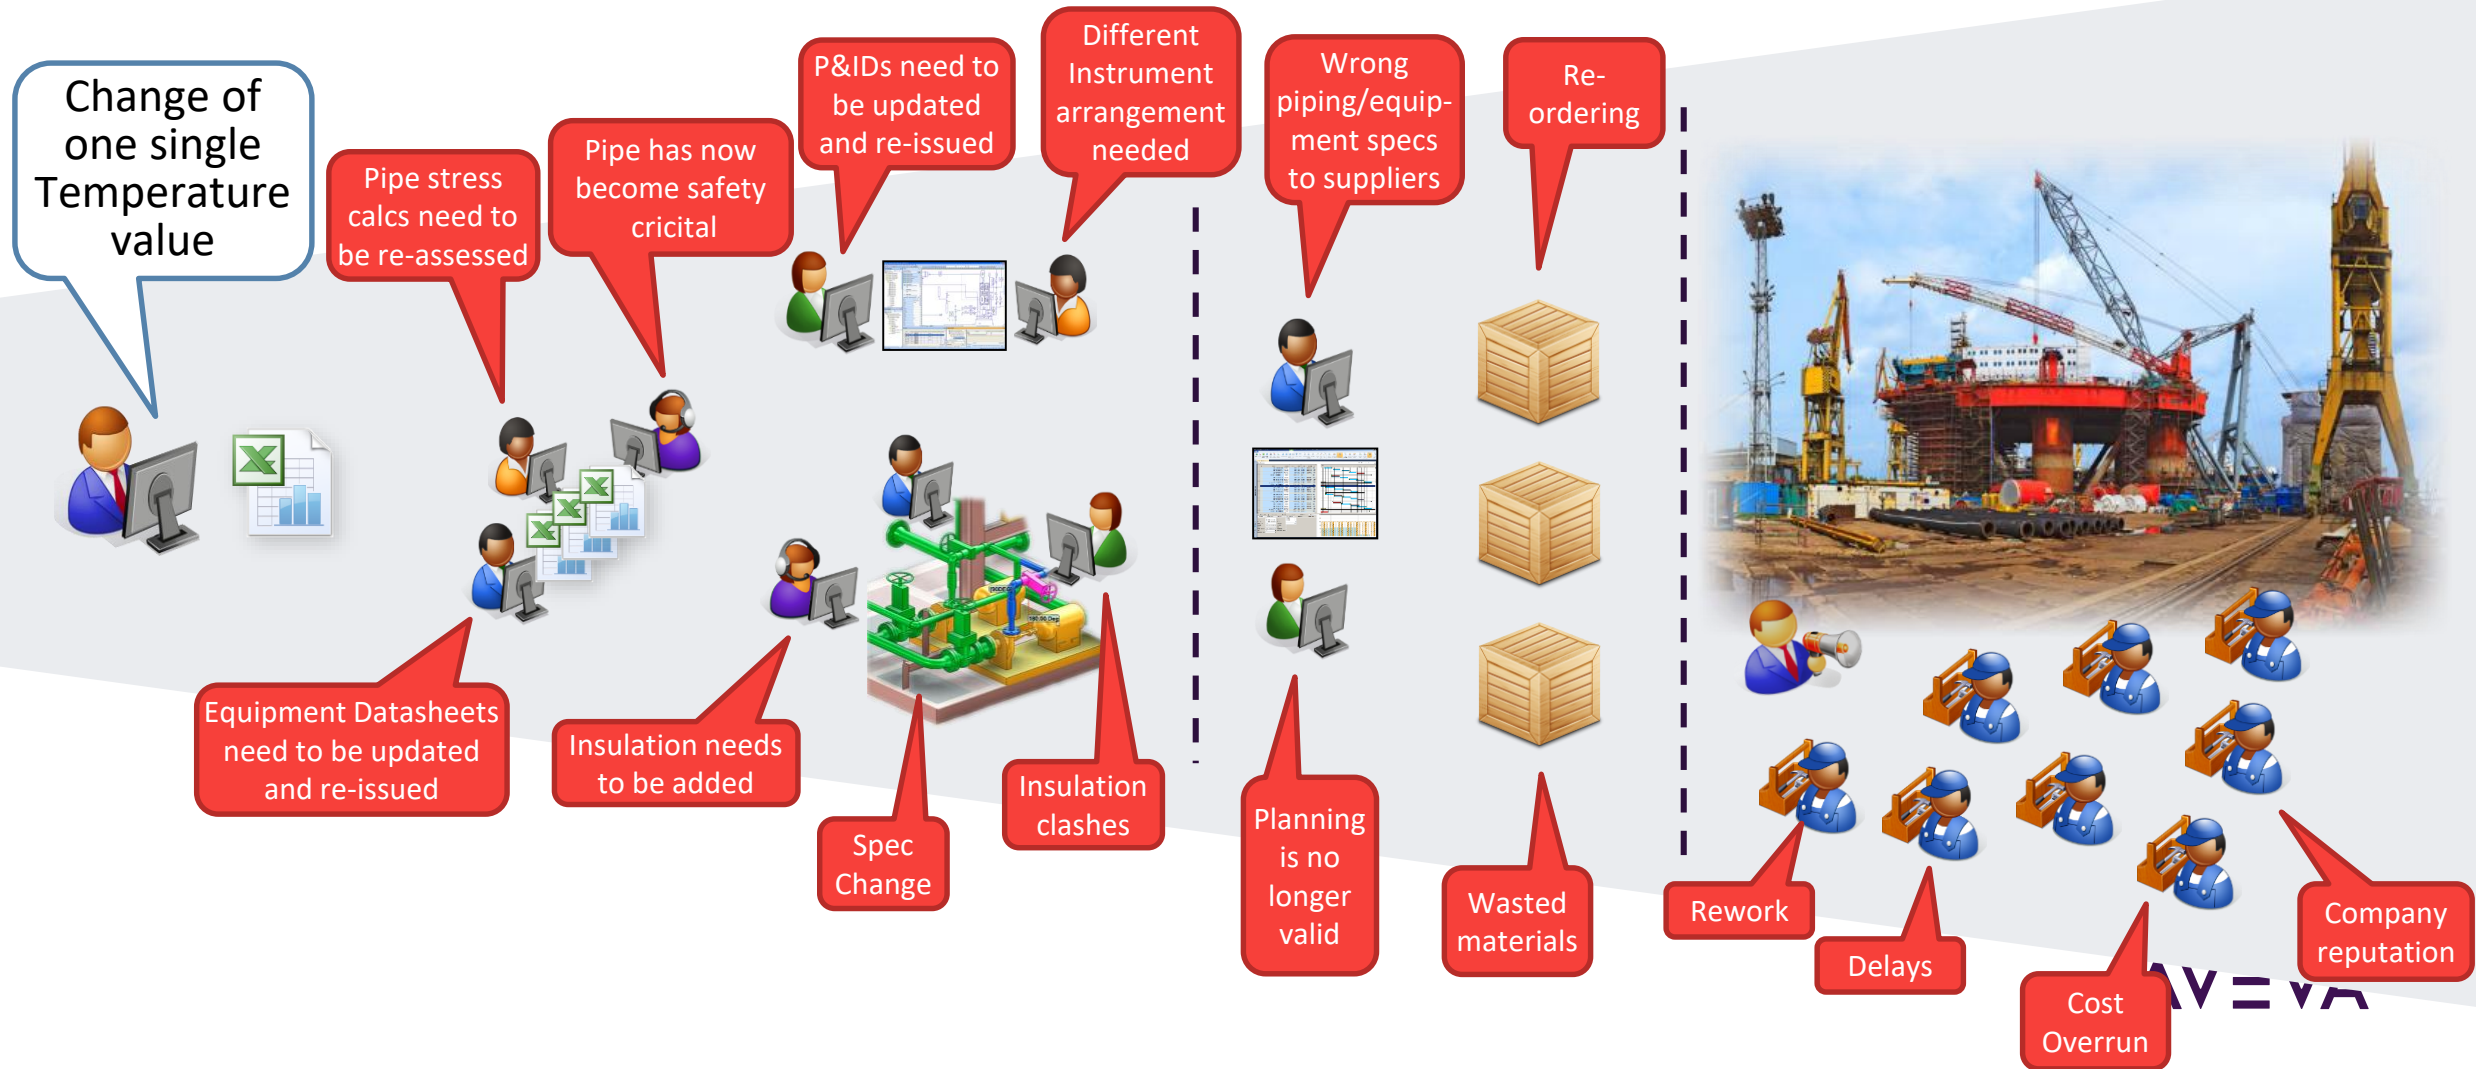 Change of
one single
Temperature
value
Pipe stress
calcs need to
be re-assessed
Pipe has now
become safety
cricital
P&IDs need to
be updated
and re-issued
Different
Instrument
arrangement
needed
Wrong
piping/equip-
ment specs
to suppliers
Re-
ordering
Equipment Datasheets
need to be updated
and re-issued
Insulation needs
to be added
Spec
Change
Insulation
clashes
Planning
is no
longer
valid
Wasted
materials
Rework
Delays
Cost
Overrun
Company
reputation
AVEVA